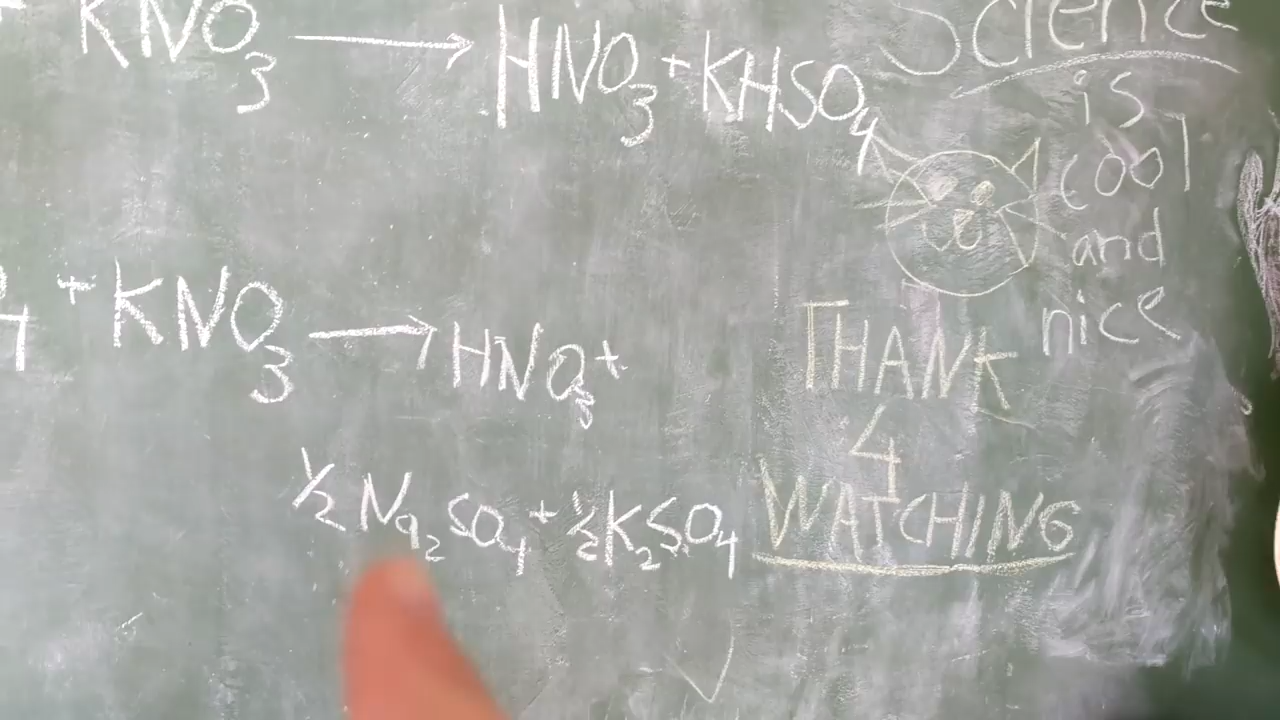 + KNO₃ → HNO₃ + KHSO₄
Science
is
cool
and
nice
4 + KNO₃ → HNO₃ +
½ Na₂SO₄ + ½ K₂SO₄
THANK
4
WATCHING